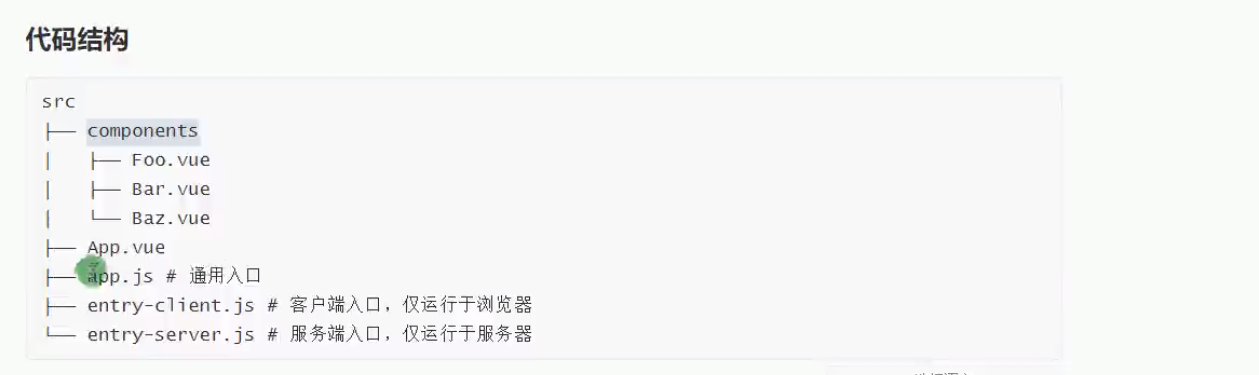 代码结构
src
├── components
│   ├── Foo.vue
│   ├── Bar.vue
│   └── Baz.vue
├── App.vue
├── app.js # 通用入口
├── entry-client.js # 客户端入口，仅运行于浏览器
└── entry-server.js # 服务端入口，仅运行于服务器